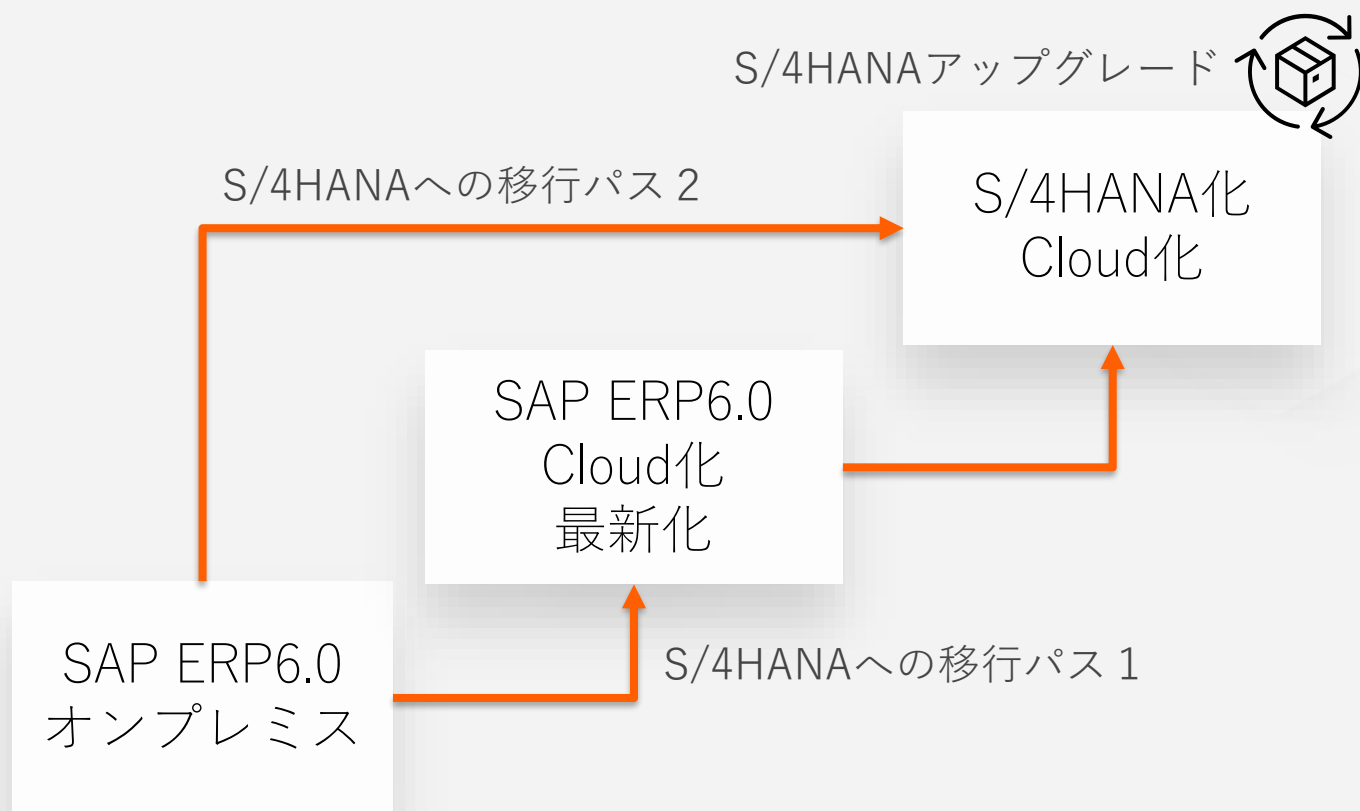 S/4HANAアップグレード
S/4HANAへの移行パス2
S/4HANA化
Cloud化
SAP ERP6.0
Cloud化
最新化
S/4HANAへの移行パス1
SAP ERP6.0
オンプレミス